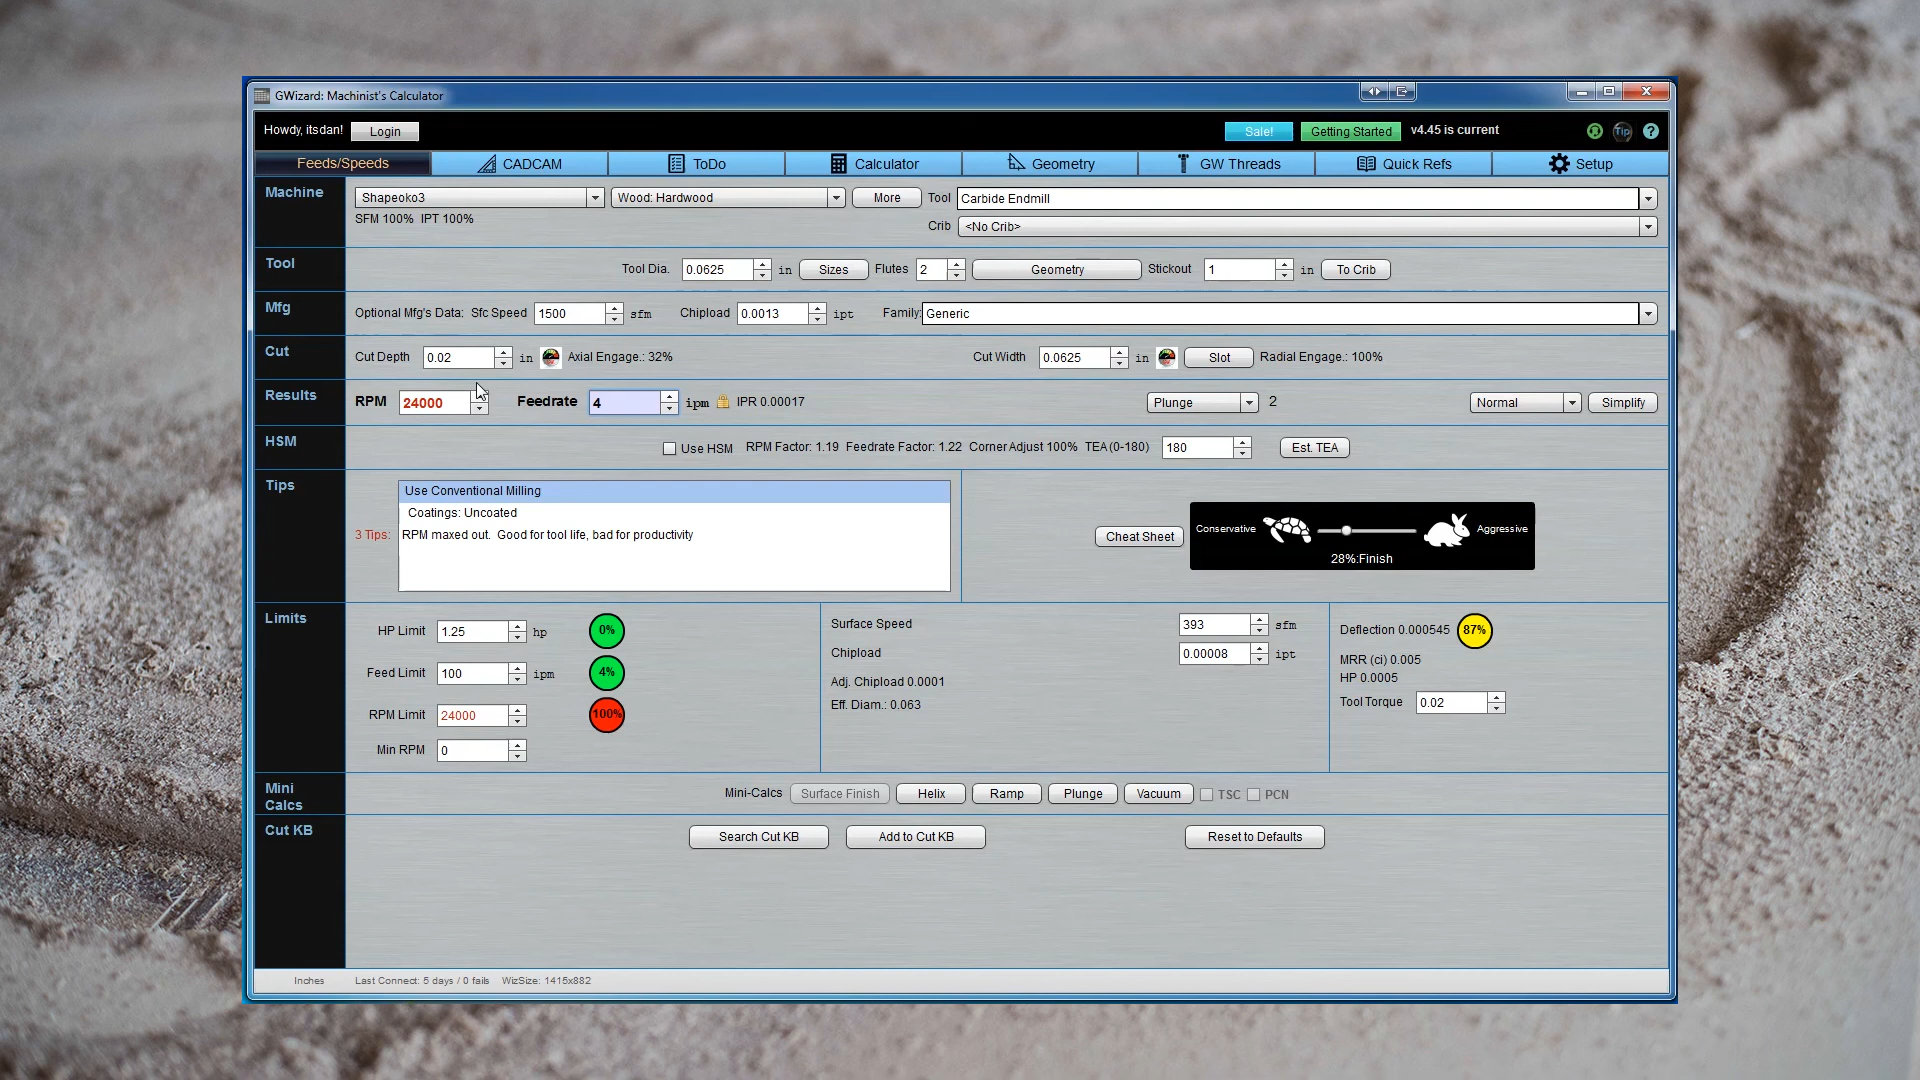 GWizard: Machinist's Calculator
Howdy, itsdan! Login Sale! Getting Started v4.45 is current Tip ?
Feeds/Speeds CADCAM ToDo Calculator Geometry GW Threads Quick Refs Setup
Machine Shapeoko3 Wood: Hardwood More Tool Carbide Endmill
SFM 100% IPT 100% Crib <No Crib>
Tool Tool Dia. 0.0625 in Sizes Flutes 2 Geometry Stickout 1 in To Crib
Mfg Optional Mfg's Data: Sfc Speed 1500 sfm Chipload 0.0013 ipt Family: Generic
Cut Cut Depth 0.02 in Axial Engage.: 32% Cut Width 0.0625 in Slot Radial Engage.: 100%
Results RPM 24000 Feedrate 4 ipm IPR 0.00017 Plunge 2 Normal Simplify
HSM Use HSM RPM Factor: 1.19 Feedrate Factor: 1.22 Corner Adjust 100% TEA (0-180) 180 Est. TEA
Tips
3 Tips:
Use Conventional Milling
Coatings: Uncoated
RPM maxed out. Good for tool life, bad for productivity
Cheat Sheet
Conservative Aggressive
28%:Finish
Limits
HP Limit 1.25 hp 0%
Feed Limit 100 ipm 4%
RPM Limit 24000 100%
Min RPM 0
Surface Speed 393 sfm
Chipload 0.00008 ipt
Adj. Chipload 0.0001
Eff. Diam.: 0.063
Deflection 0.000545 87%
MRR (ci) 0.005
HP 0.0005
Tool Torque 0.02
Mini
Calcs
Mini-Calcs Surface Finish Helix Ramp Plunge Vacuum TSC PCN
Cut KB Search Cut KB Add to Cut KB Reset to Defaults
Inches Last Connect: 5 days / 0 fails WizSize: 1415x882